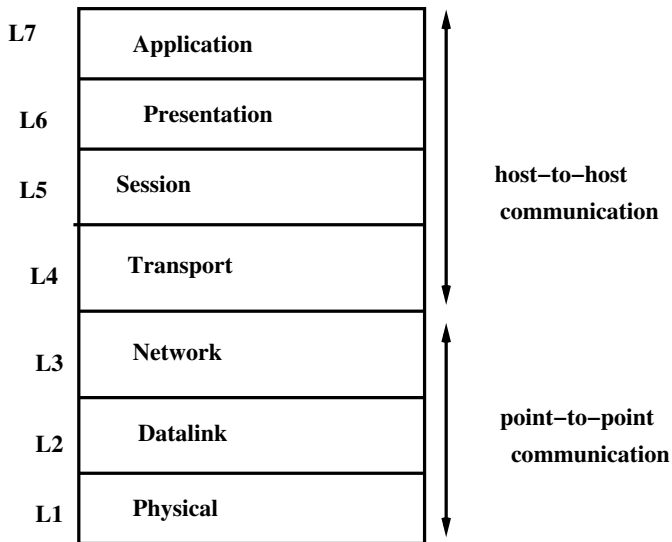 L7
Application
L6
Presentation
L5
Session
host−to−host
communication
L4
Transport
L3
Network
L2
Datalink
point−to−point
communication
L1
Physical